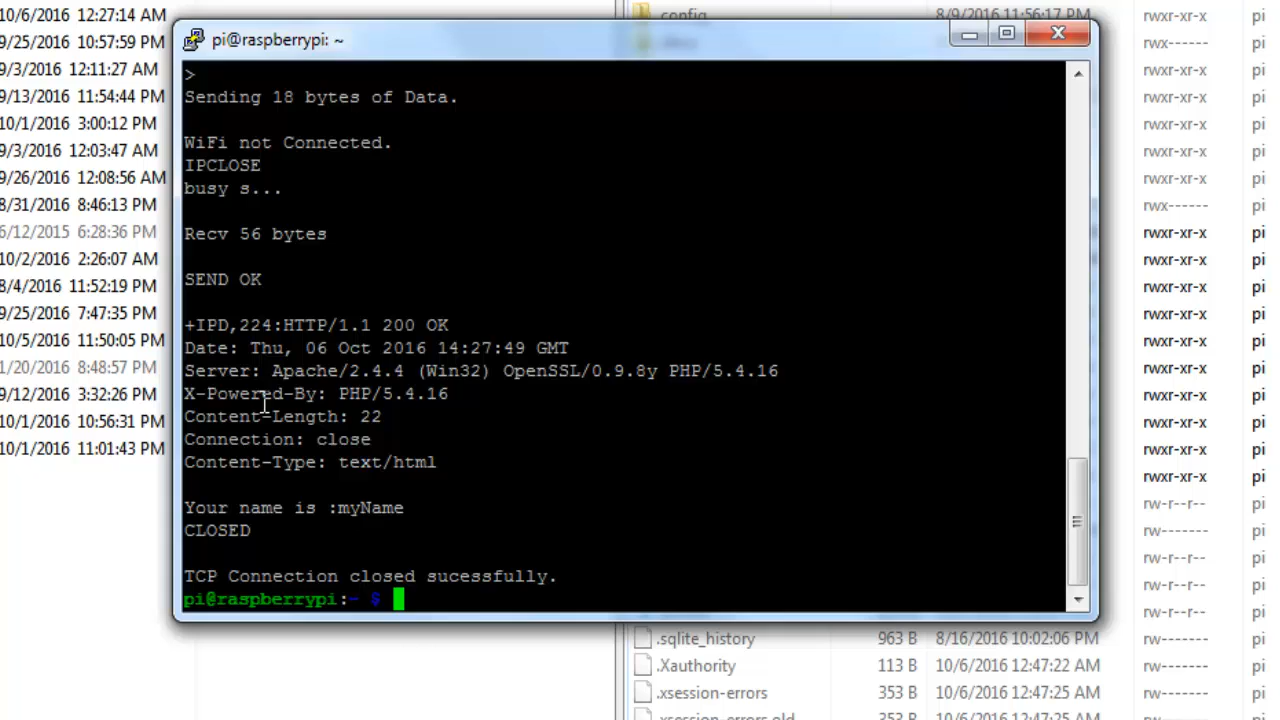 10/6/2016 12:27:14 AM
9/25/2016 10:57:59 PM
9/3/2016 12:11:27 AM
9/13/2016 11:54:44 PM
10/1/2016 3:00:12 PM
9/3/2016 12:03:47 AM
9/26/2016 12:08:56 AM
8/31/2016 8:46:13 PM
6/12/2015 6:28:36 PM
10/2/2016 2:26:07 AM
8/4/2016 11:52:19 PM
9/25/2016 7:47:35 PM
10/5/2016 11:50:05 PM
1/20/2016 8:48:57 PM
9/12/2016 3:32:26 PM
10/1/2016 10:56:31 PM
10/1/2016 11:01:43 PM
pi@raspberrypi: ~
>
Sending 18 bytes of Data.
WiFi not Connected.
IPCLOSE
busy s...
Recv 56 bytes
SEND OK
+IPD,224:HTTP/1.1 200 OK
Date: Thu, 06 Oct 2016 14:27:49 GMT
Server: Apache/2.4.4 (Win32) OpenSSL/0.9.8y PHP/5.4.16
X-Powered-By: PHP/5.4.16
Content-Length: 22
Connection: close
Content-Type: text/html
Your name is :myName
CLOSED
TCP Connection closed sucessfully.
pi@raspberrypi:~ $
.config 8/9/2016 11:56:17 PM rwxr-xr-x pi
rwx------ pi
rwxr-xr-x pi
rwxr-xr-x pi
rwxr-xr-x pi
rwxr-xr-x pi
rwxr-xr-x pi
rwx------ pi
rwxr-xr-x pi
rwxr-xr-x pi
rwxr-xr-x pi
rwxr-xr-x pi
rwxr-xr-x pi
rwxr-xr-x pi
rwxr-xr-x pi
rwxr-xr-x pi
rwxr-xr-x pi
rwxr-xr-x pi
rw-r--r-- pi
rw------- pi
rw-r--r-- pi
rw-r--r-- pi
rw-r--r-- pi
.sqlite_history 963 B 8/16/2016 10:02:06 PM rw------- pi
.Xauthority 113 B 10/6/2016 12:47:22 AM rw------- pi
.xsession-errors 353 B 10/6/2016 12:47:25 AM rw------- pi
.xsession-errors.old 353 B 10/6/2016 12:47:25 AM rw------- pi